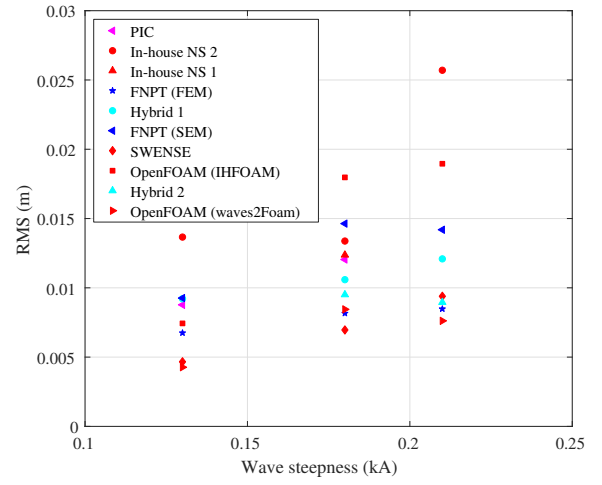 0.03
0.025
0.02
0.015
0.01
0.005
0
RMS (m)
PIC
In-house NS 2
In-house NS 1
FNPT (FEM)
Hybrid 1
FNPT (SEM)
SWENSE
OpenFOAM (IHFOAM)
Hybrid 2
OpenFOAM (waves2Foam)
0.1
0.15
0.2
0.25
Wave steepness (kA)